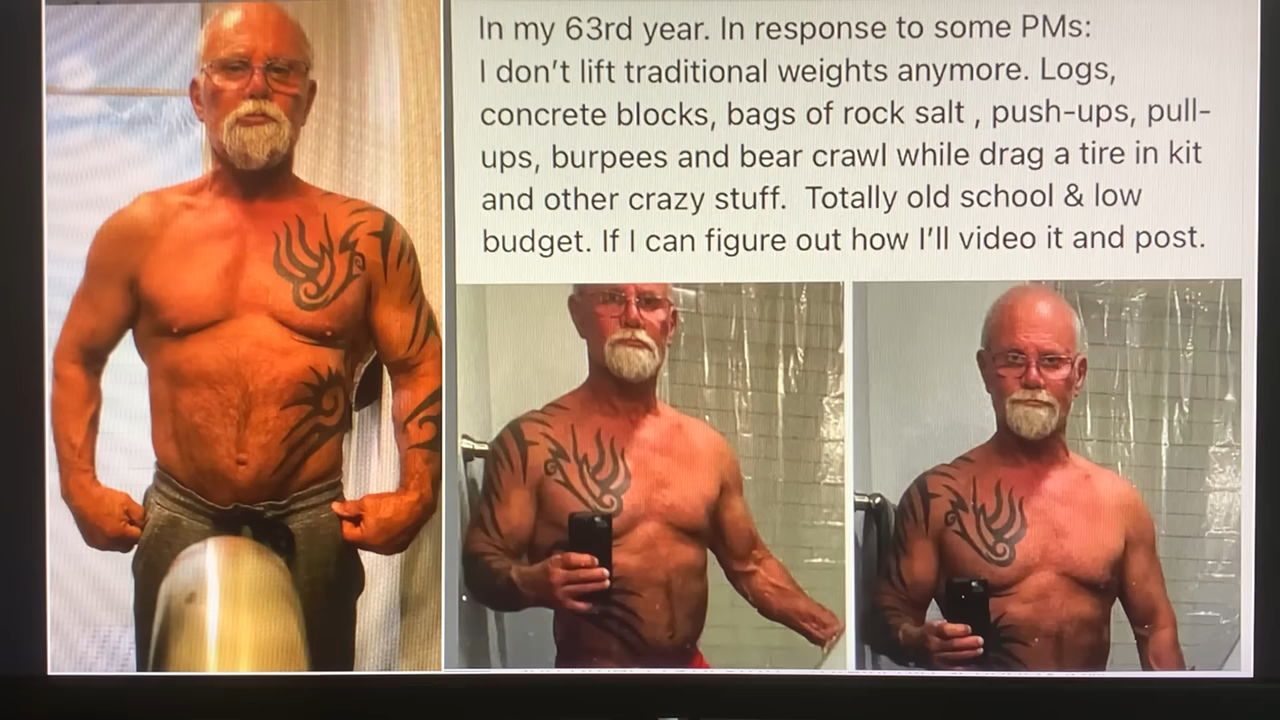 In my 63rd year. In response to some PMs:
I don't lift traditional weights anymore. Logs,
concrete blocks, bags of rock salt , push-ups, pull-
ups, burpees and bear crawl while drag a tire in kit
and other crazy stuff.  Totally old school & low
budget. If I can figure out how I'll video it and post.